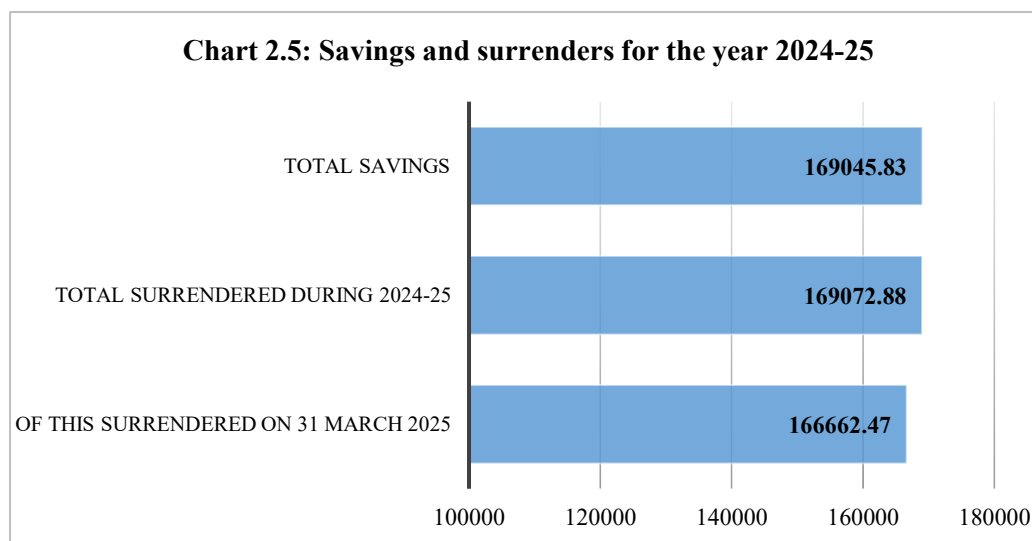 Chart 2.5: Savings and surrenders for the year 2024-25
TOTAL SAVINGS
169045.83
TOTAL SURRENDERED DURING 2024-25
169072.88
OF THIS SURRENDERED ON 31 MARCH 2025
166662.47
100000 120000 140000 160000 180000